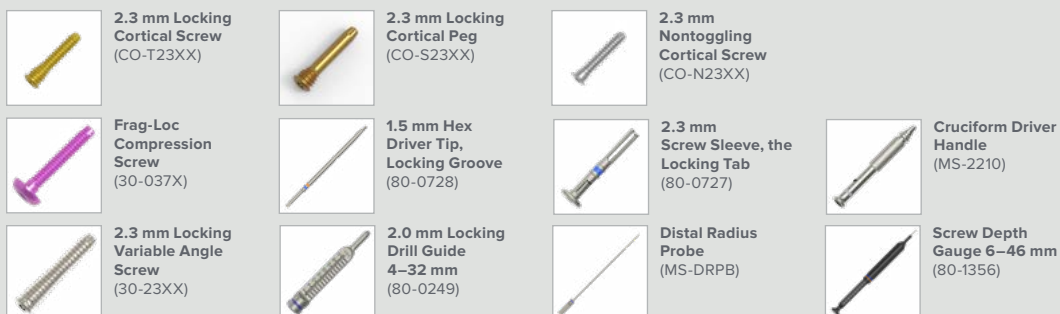 2.3 mm Locking
Cortical Screw
(CO-T23XX)
2.3 mm Locking
Cortical Peg
(CO-S23XX)
2.3 mm
Nontoggling
Cortical Screw
(CO-N23XX)
Frag-Loc
Compression
Screw
(30-037X)
1.5 mm Hex
Driver Tip,
Locking Groove
(80-0728)
2.3 mm
Screw Sleeve, the
Locking Tab
(80-0727)
Cruciform Driver
Handle
(MS-2210)
2.3 mm Locking
Variable Angle
Screw
(30-23XX)
2.0 mm Locking
Drill Guide
4–32 mm
(80-0249)
Distal Radius
Probe
(MS-DRPB)
Screw Depth
Gauge 6–46 mm
(80-1356)